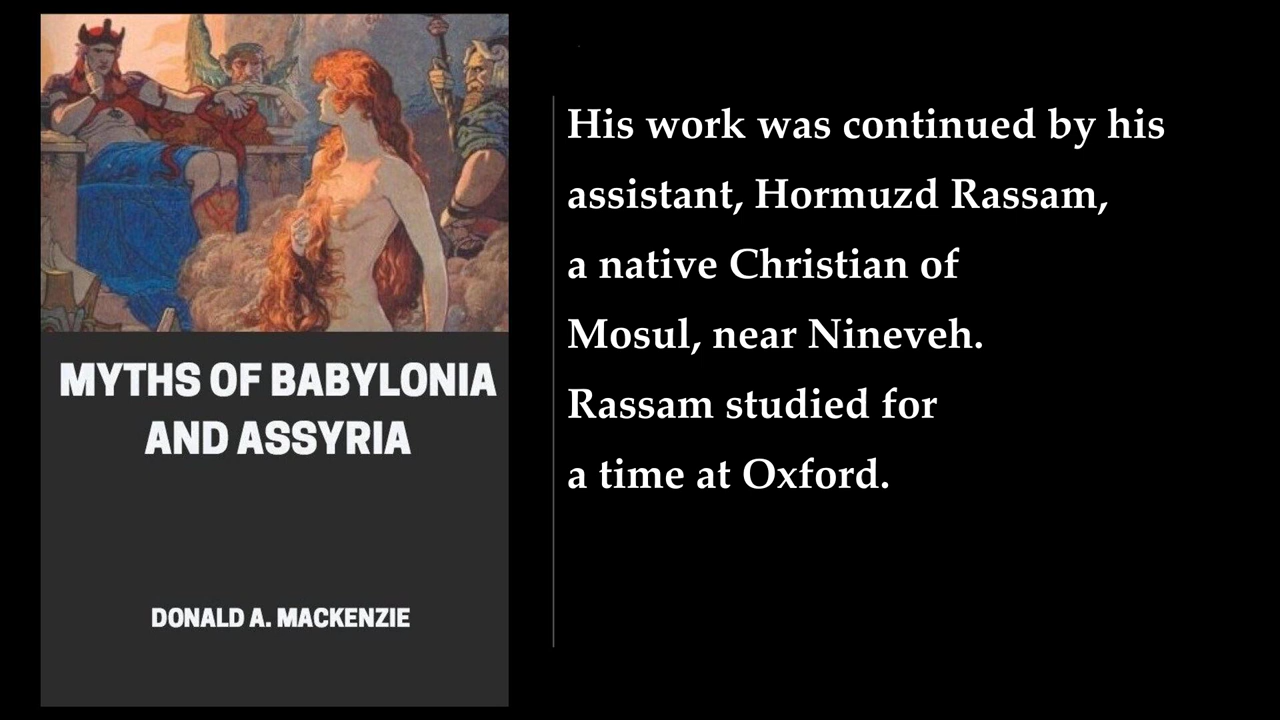 MYTHS OF BABYLONIA
AND ASSYRIA
DONALD A. MACKENZIE
His work was continued by his
assistant, Hormuzd Rassam,
a native Christian of
Mosul, near Nineveh.
Rassam studied for
a time at Oxford.